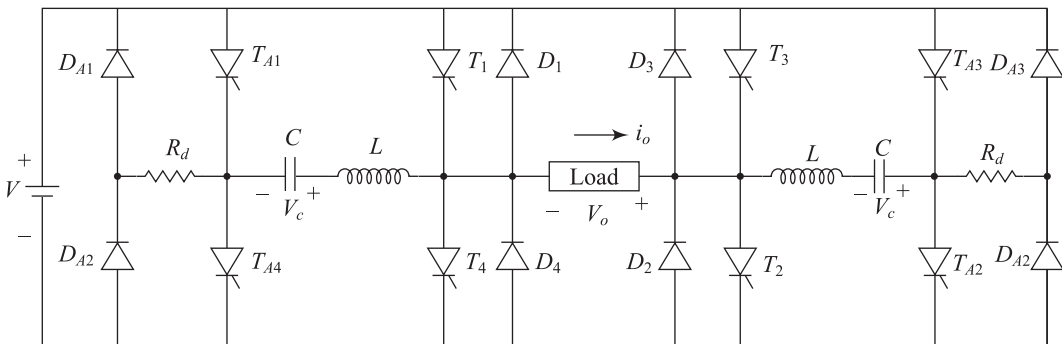 D_{A1} T_{A1} T_1 D_1 D_3 T_3 T_{A3} D_{A3}
R_d C L i_o L C R_d
+ V −
− V_c + Load − V_o + − V_c +
D_{A2} T_{A4} T_4 D_4 D_2 T_2 T_{A2} D_{A2}